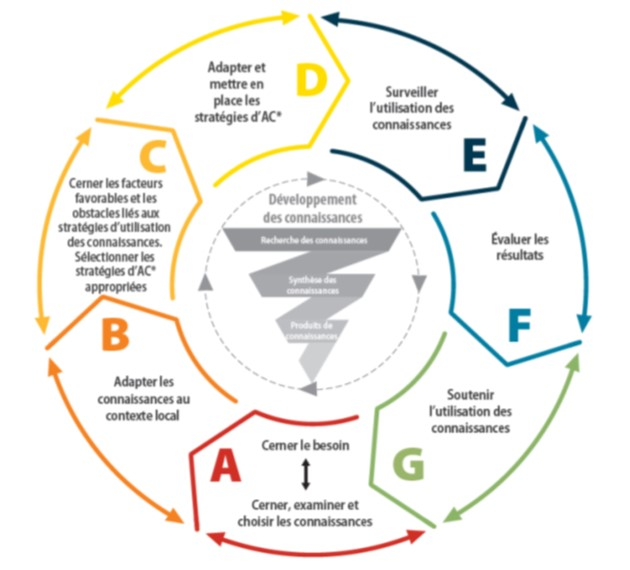 Développement
des connaissances
Recherche des connaissances
Synthèse des
connaissances
Produits de
connaissances
A
Cerner le besoin
Cerner, examiner et
choisir les connaissances
B
Adapter les
connaissances au
contexte local
C
Cerner les facteurs
favorables et les
obstacles liés aux
stratégies d'utilisation
des connaissances.
Sélectionner les
stratégies d'AC*
appropriées
D
Adapter et
mettre en
place les
stratégies d'AC*
E
Surveiller
l'utilisation des
connaissances
F
Évaluer les
résultats
G
Soutenir
l'utilisation des
connaissances